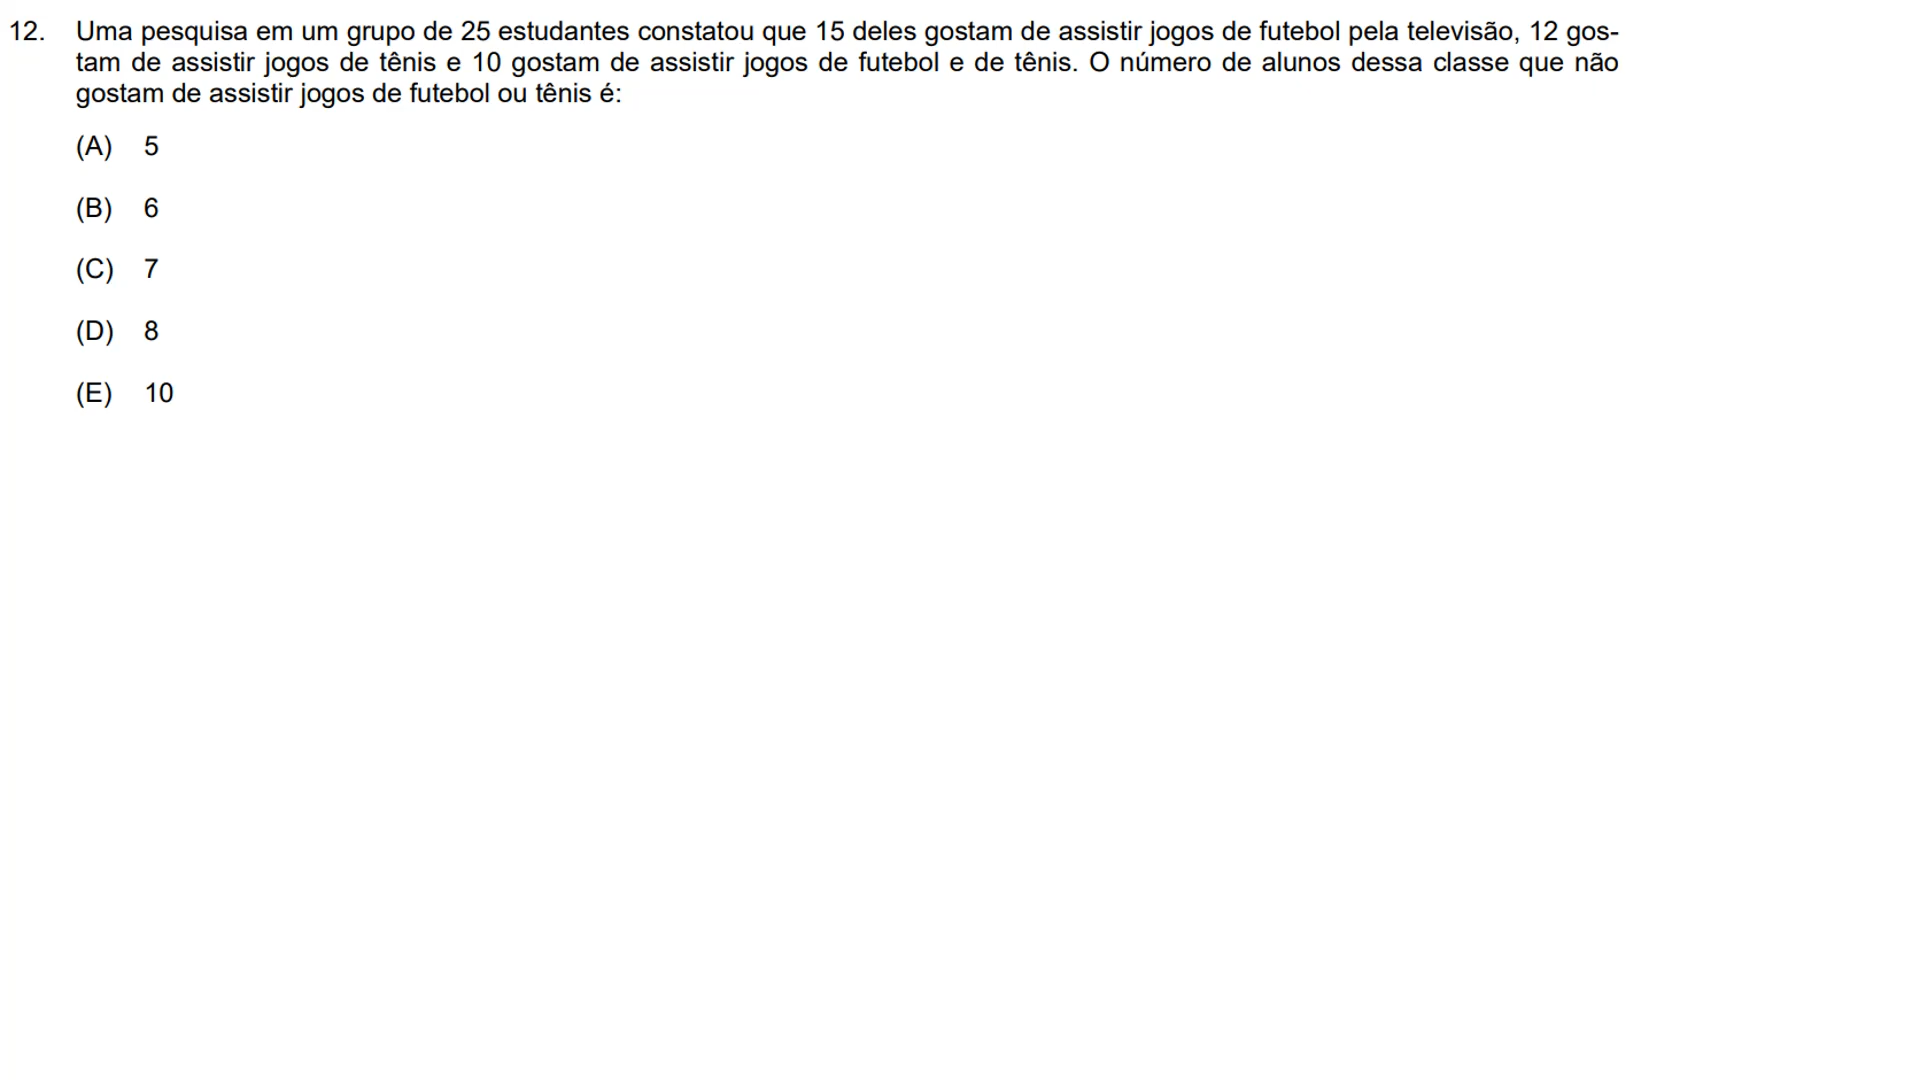 12. Uma pesquisa em um grupo de 25 estudantes constatou que 15 deles gostam de assistir jogos de futebol pela televisão, 12 gos-
tam de assistir jogos de tênis e 10 gostam de assistir jogos de futebol e de tênis. O número de alunos dessa classe que não
gostam de assistir jogos de futebol ou tênis é:
(A) 5
(B) 6
(C) 7
(D) 8
(E) 10